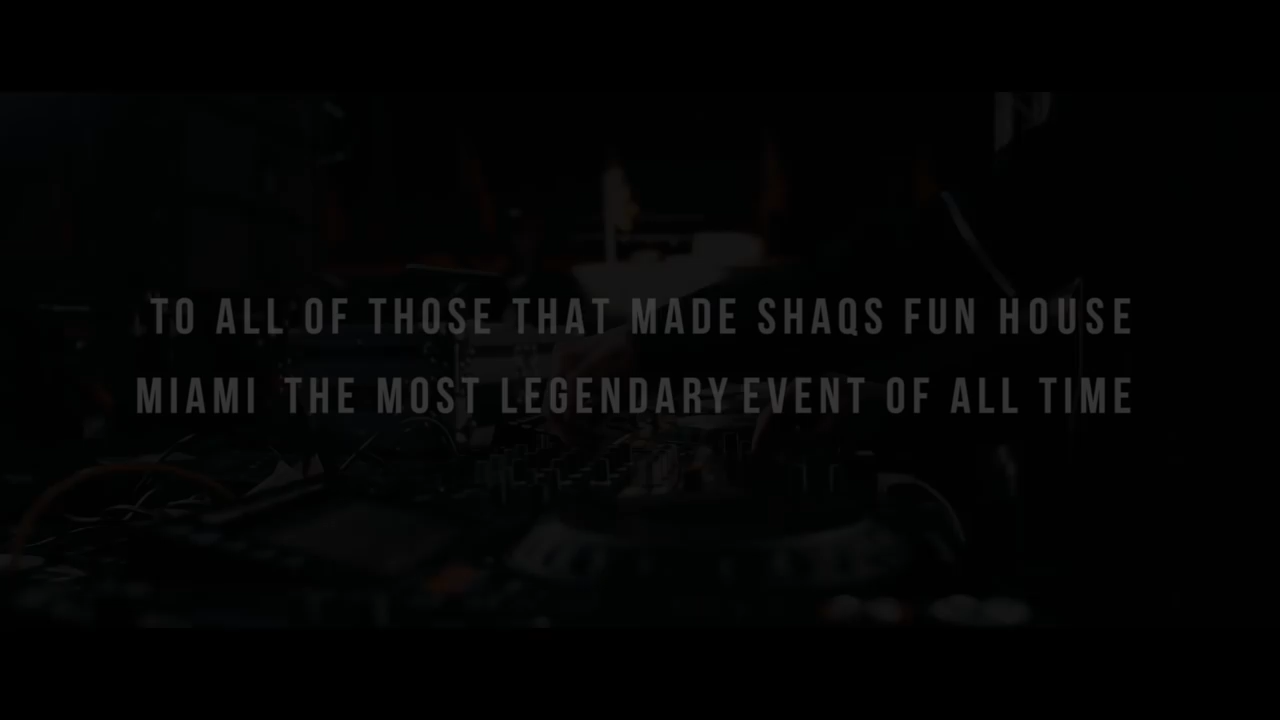 TO ALL OF THOSE THAT MADE SHAQS FUN HOUSE
MIAMI THE MOST LEGENDARY EVENT OF ALL TIME